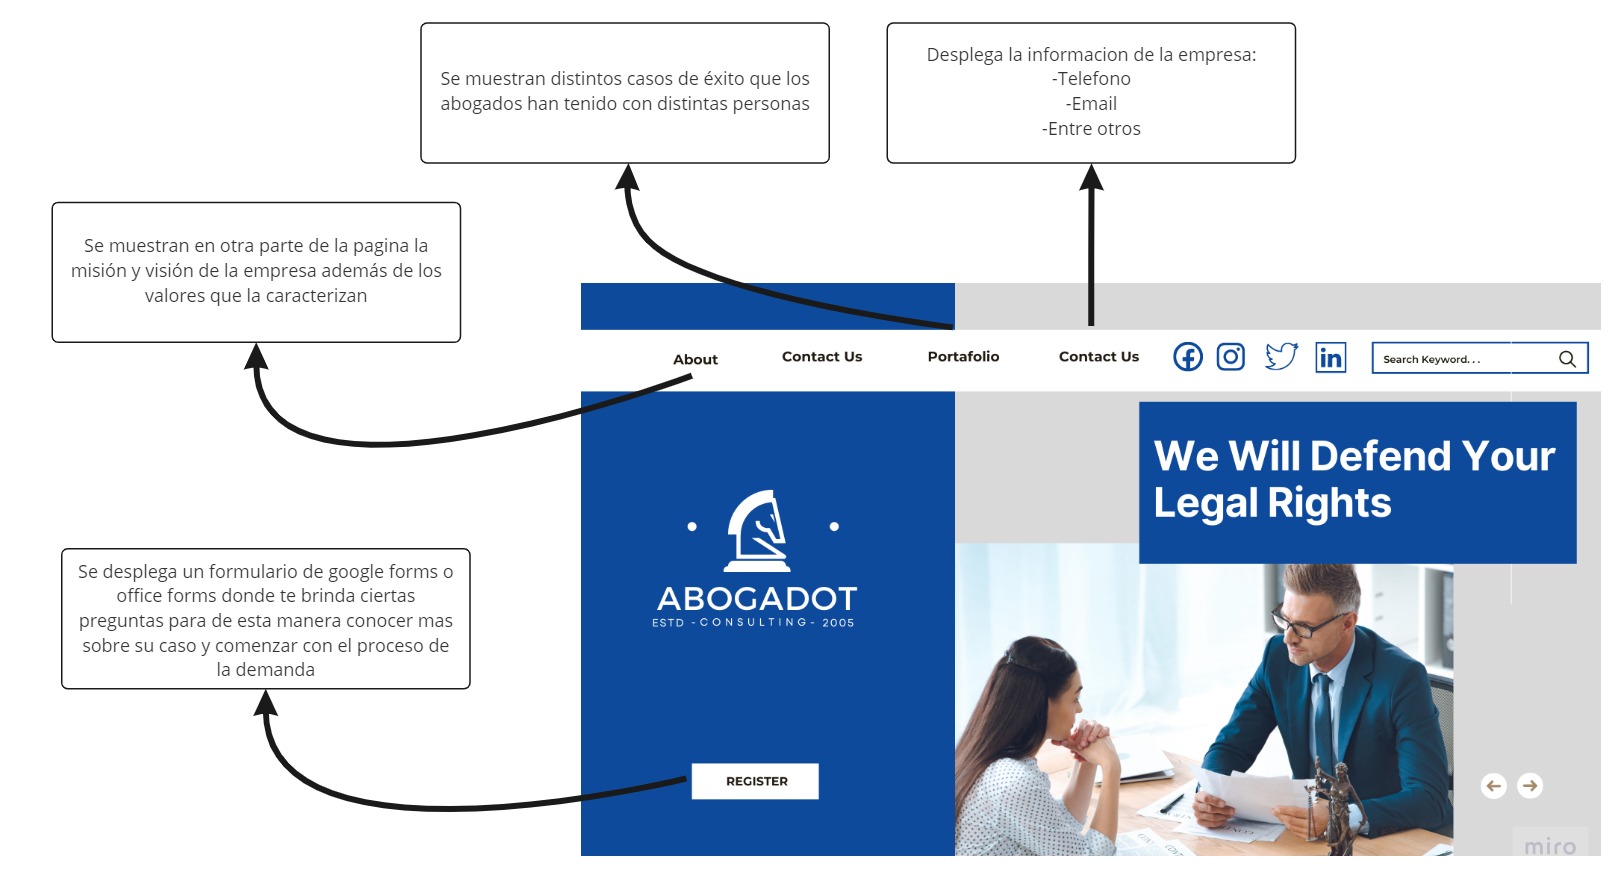 Se muestran distintos casos de éxito que los
abogados han tenido con distintas personas
Desplega la informacion de la empresa:
-Telefono
-Email
-Entre otros
Se muestran en otra parte de la pagina la
misión y visión de la empresa además de los
valores que la caracterizan
About
Contact Us
Portafolio
Contact Us
in
Search Keyword...
We Will Defend Your
Legal Rights
ABOGADOT
ESTD -CONSULTING- 2005
Se desplega un formulario de google forms o
office forms donde te brinda ciertas
preguntas para de esta manera conocer mas
sobre su caso y comenzar con el proceso de
la demanda
REGISTER
miro